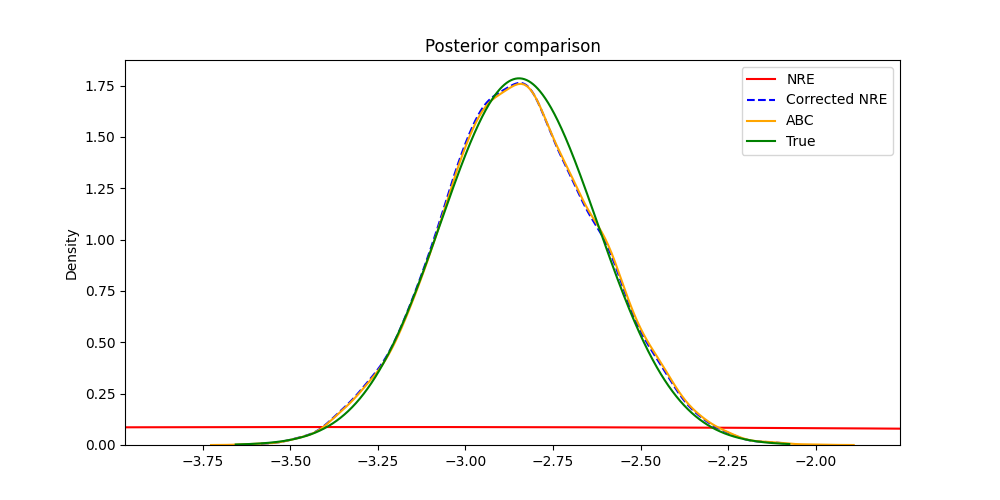 Posterior comparison
NRE
Corrected NRE
ABC
True
Density
1.75
1.50
1.25
1.00
0.75
0.50
0.25
0.00
−3.75
−3.50
−3.25
−3.00
−2.75
−2.50
−2.25
−2.00